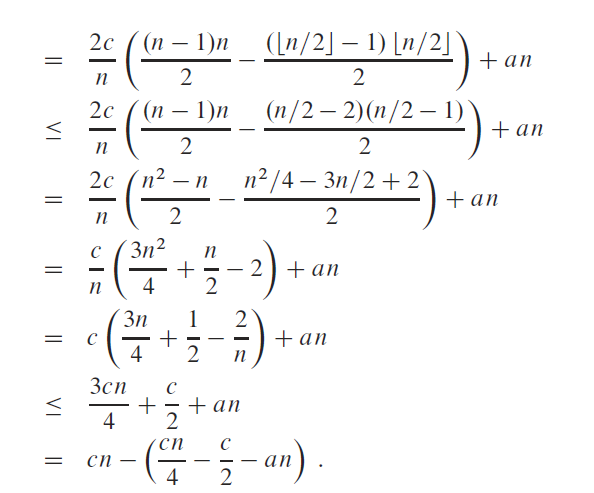 = 2c/n ( (n − 1)n/2 − (⌊n/2⌋ − 1) ⌊n/2⌋/2 ) + an
≤ 2c/n ( (n − 1)n/2 − (n/2 − 2)(n/2 − 1)/2 ) + an
= 2c/n ( n² − n/2 − n²/4 − 3n/2 + 2/2 ) + an
= c/n ( 3n²/4 + n/2 − 2 ) + an
= c ( 3n/4 + 1/2 − 2/n ) + an
≤ 3cn/4 + c/2 + an
= cn − ( cn/4 − c/2 − an ) .